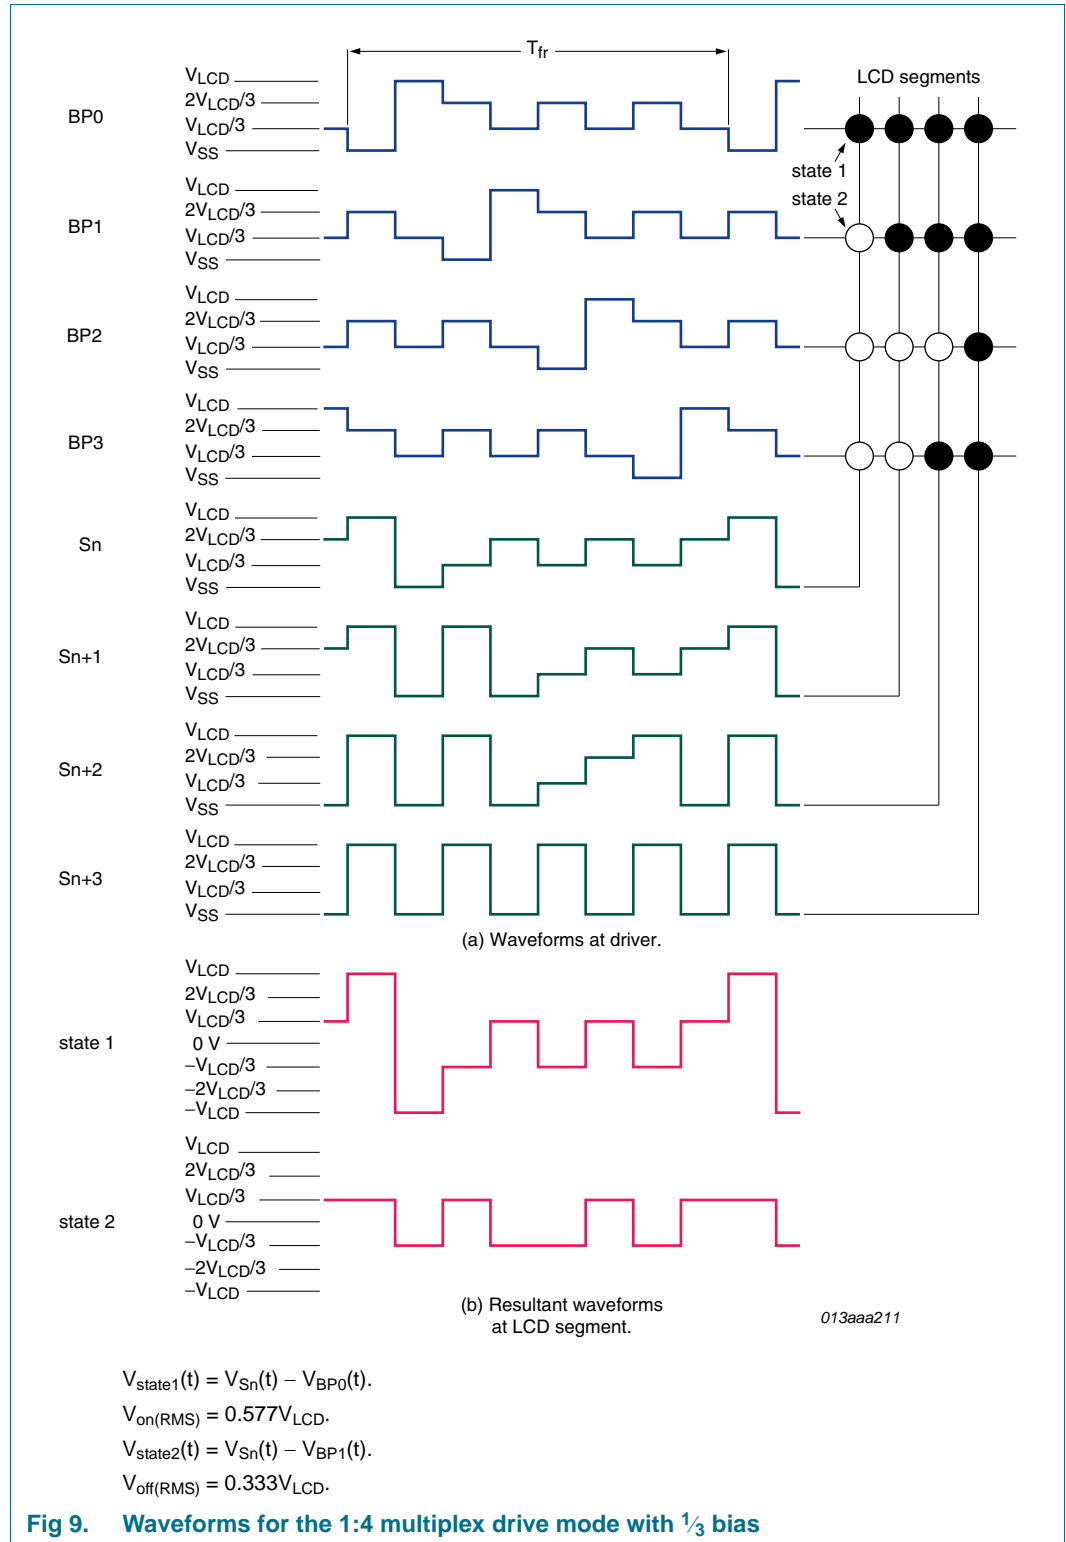 Tfr
BP0
VLCD
2VLCD/3
VLCD/3
VSS
LCD segments
state 1
state 2
BP1
VLCD
2VLCD/3
VLCD/3
VSS
BP2
VLCD
2VLCD/3
VLCD/3
VSS
BP3
VLCD
2VLCD/3
VLCD/3
VSS
Sn
VLCD
2VLCD/3
VLCD/3
VSS
Sn+1
VLCD
2VLCD/3
VLCD/3
VSS
Sn+2
VLCD
2VLCD/3
VLCD/3
VSS
Sn+3
VLCD
2VLCD/3
VLCD/3
VSS
(a) Waveforms at driver.
state 1
VLCD
2VLCD/3
VLCD/3
0 V
−VLCD/3
−2VLCD/3
−VLCD
state 2
VLCD
2VLCD/3
VLCD/3
0 V
−VLCD/3
−2VLCD/3
−VLCD
(b) Resultant waveforms
at LCD segment.
013aaa211
Vstate1(t) = VSn(t) − VBP0(t).
Von(RMS) = 0.577VLCD.
Vstate2(t) = VSn(t) − VBP1(t).
Voff(RMS) = 0.333VLCD.
Fig 9. Waveforms for the 1:4 multiplex drive mode with 1⁄3 bias